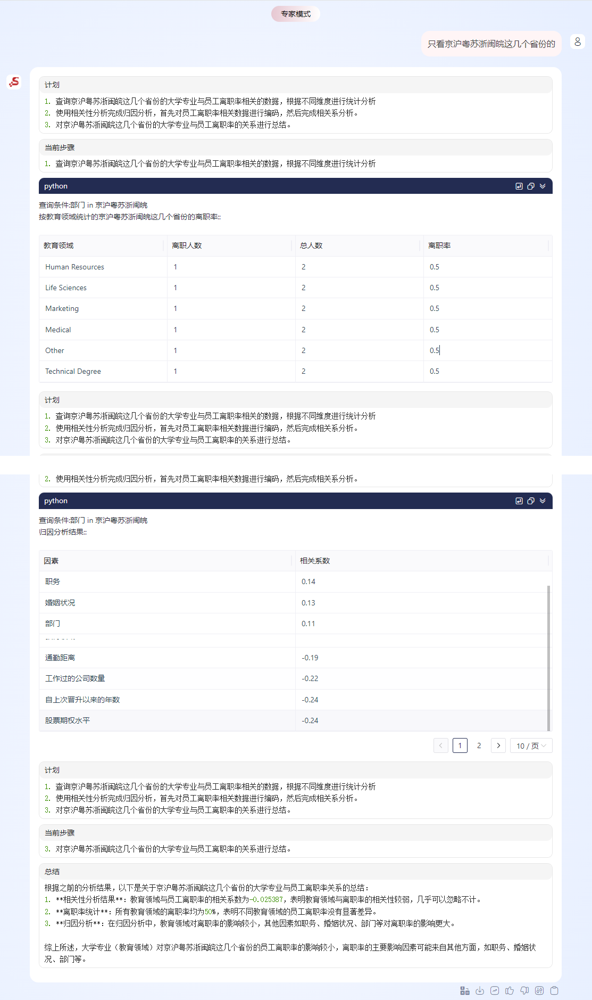 专家模式
只看京沪粤苏浙闽皖这几个省份的
计划
1. 查询京沪粤苏浙闽皖这几个省份的大学专业与员工离职率相关的数据，根据不同维度进行统计分析
2. 使用相关性分析完成归因分析，首先对员工离职率相关数据进行编码，然后完成相关系分析。
3. 对京沪粤苏浙闽皖这几个省份的大学专业与员工离职率的关系进行总结。
当前步骤
1. 查询京沪粤苏浙闽皖这几个省份的大学专业与员工离职率相关的数据，根据不同维度进行统计分析
python
查询条件:部门 in 京沪粤苏浙闽皖
按教育领域统计的京沪粤苏浙闽皖这几个省份的离职率::
教育领域 离职人数 总人数 离职率
Human Resources 1 2 0.5
Life Sciences 1 2 0.5
Marketing 1 2 0.5
Medical 1 2 0.5
Other 1 2 0.5
Technical Degree 1 2 0.5
计划
1. 查询京沪粤苏浙闽皖这几个省份的大学专业与员工离职率相关的数据，根据不同维度进行统计分析
2. 使用相关性分析完成归因分析，首先对员工离职率相关数据进行编码，然后完成相关系分析。
3. 对京沪粤苏浙闽皖这几个省份的大学专业与员工离职率的关系进行总结。
2. 使用相关性分析完成归因分析，首先对员工离职率相关数据进行编码，然后完成相关系分析。
python
查询条件:部门 in 京沪粤苏浙闽皖
归因分析结果::
因素 相关系数
职务 0.14
婚姻状况 0.13
部门 0.11
通勤距离 -0.19
工作过的公司数量 -0.22
自上次晋升以来的年数 -0.24
股票期权水平 -0.24
1 2 10 / 页
计划
1. 查询京沪粤苏浙闽皖这几个省份的大学专业与员工离职率相关的数据，根据不同维度进行统计分析
2. 使用相关性分析完成归因分析，首先对员工离职率相关数据进行编码，然后完成相关系分析。
3. 对京沪粤苏浙闽皖这几个省份的大学专业与员工离职率的关系进行总结。
当前步骤
3. 对京沪粤苏浙闽皖这几个省份的大学专业与员工离职率的关系进行总结。
总结
根据之前的分析结果，以下是关于京沪粤苏浙闽皖这几个省份的大学专业与员工离职率关系的总结：
1. **相关性分析结果**：教育领域与员工离职率的相关系数为-0.025387，表明教育领域与离职率的相关性较弱，几乎可以忽略不计。
2. **离职率统计**：所有教育领域的离职率均为50%，表明不同教育领域的员工离职率没有显著差异。
3. **归因分析**：在归因分析中，教育领域对离职率的影响较小，其他因素如职务、婚姻状况、部门等对离职率的影响更大。
综上所述，大学专业（教育领域）对京沪粤苏浙闽皖这几个省份的员工离职率的影响较小，离职率的主要影响因素可能来自其他方面，如职务、婚姻状
况、部门等。